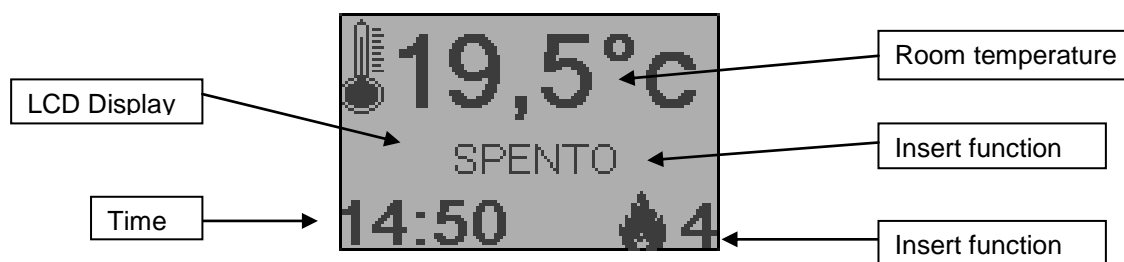 19,5°c
Room temperature
LCD Display
SPENTO
Insert function
Time
14:50
4
Insert function